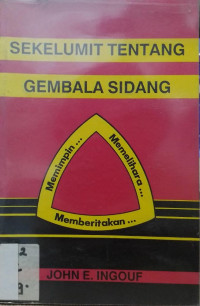 SEKELUMIT TENTANG
GEMBALA SIDANG
Memimpin...
Memelihara...
Memberitakan...
JOHN E. INGOUF